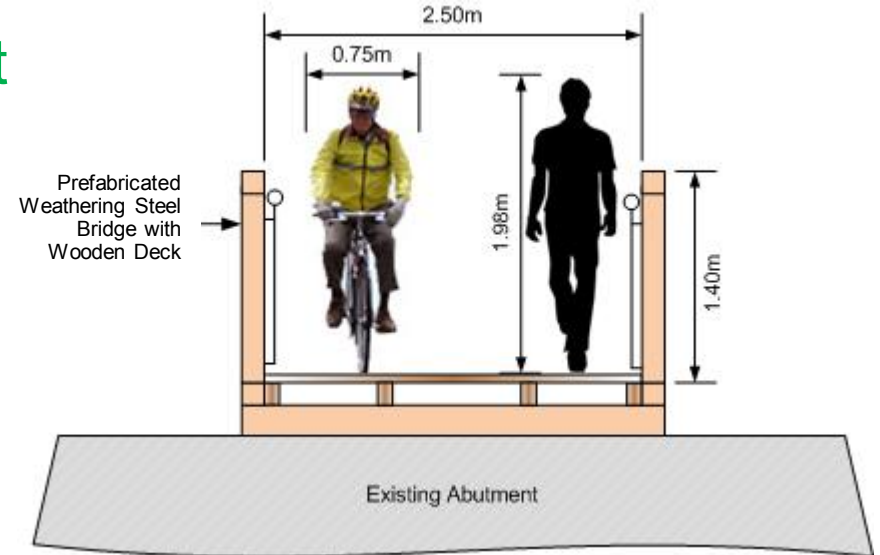 2.50m
t
0.75m
Prefabricated
Weathering Steel
Bridge with
Wooden Deck
1.98m
1.40m
Existing Abutment